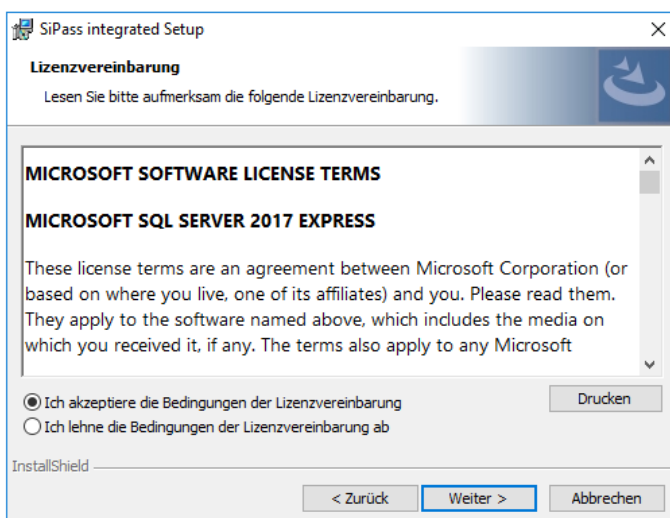 SiPass integrated Setup
Lizenzvereinbarung
Lesen Sie bitte aufmerksam die folgende Lizenzvereinbarung.
MICROSOFT SOFTWARE LICENSE TERMS
MICROSOFT SQL SERVER 2017 EXPRESS
These license terms are an agreement between Microsoft Corporation (or
based on where you live, one of its affiliates) and you. Please read them.
They apply to the software named above, which includes the media on
which you received it, if any. The terms also apply to any Microsoft
Ich akzeptiere die Bedingungen der Lizenzvereinbarung
Drucken
Ich lehne die Bedingungen der Lizenzvereinbarung ab
InstallShield
< Zurück
Weiter >
Abbrechen